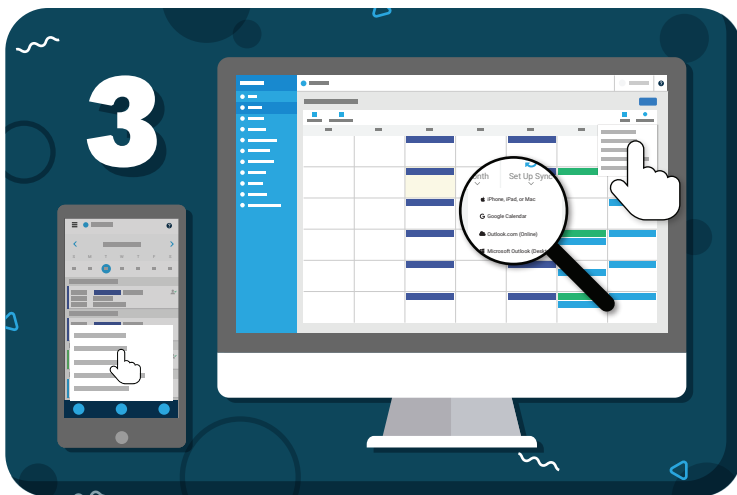 3
nth
Set Up Sync
iPhone, iPad, or Mac
Google Calendar
Outlook.com (Online)
Microsoft Outlook (Desk
S M T W T F S